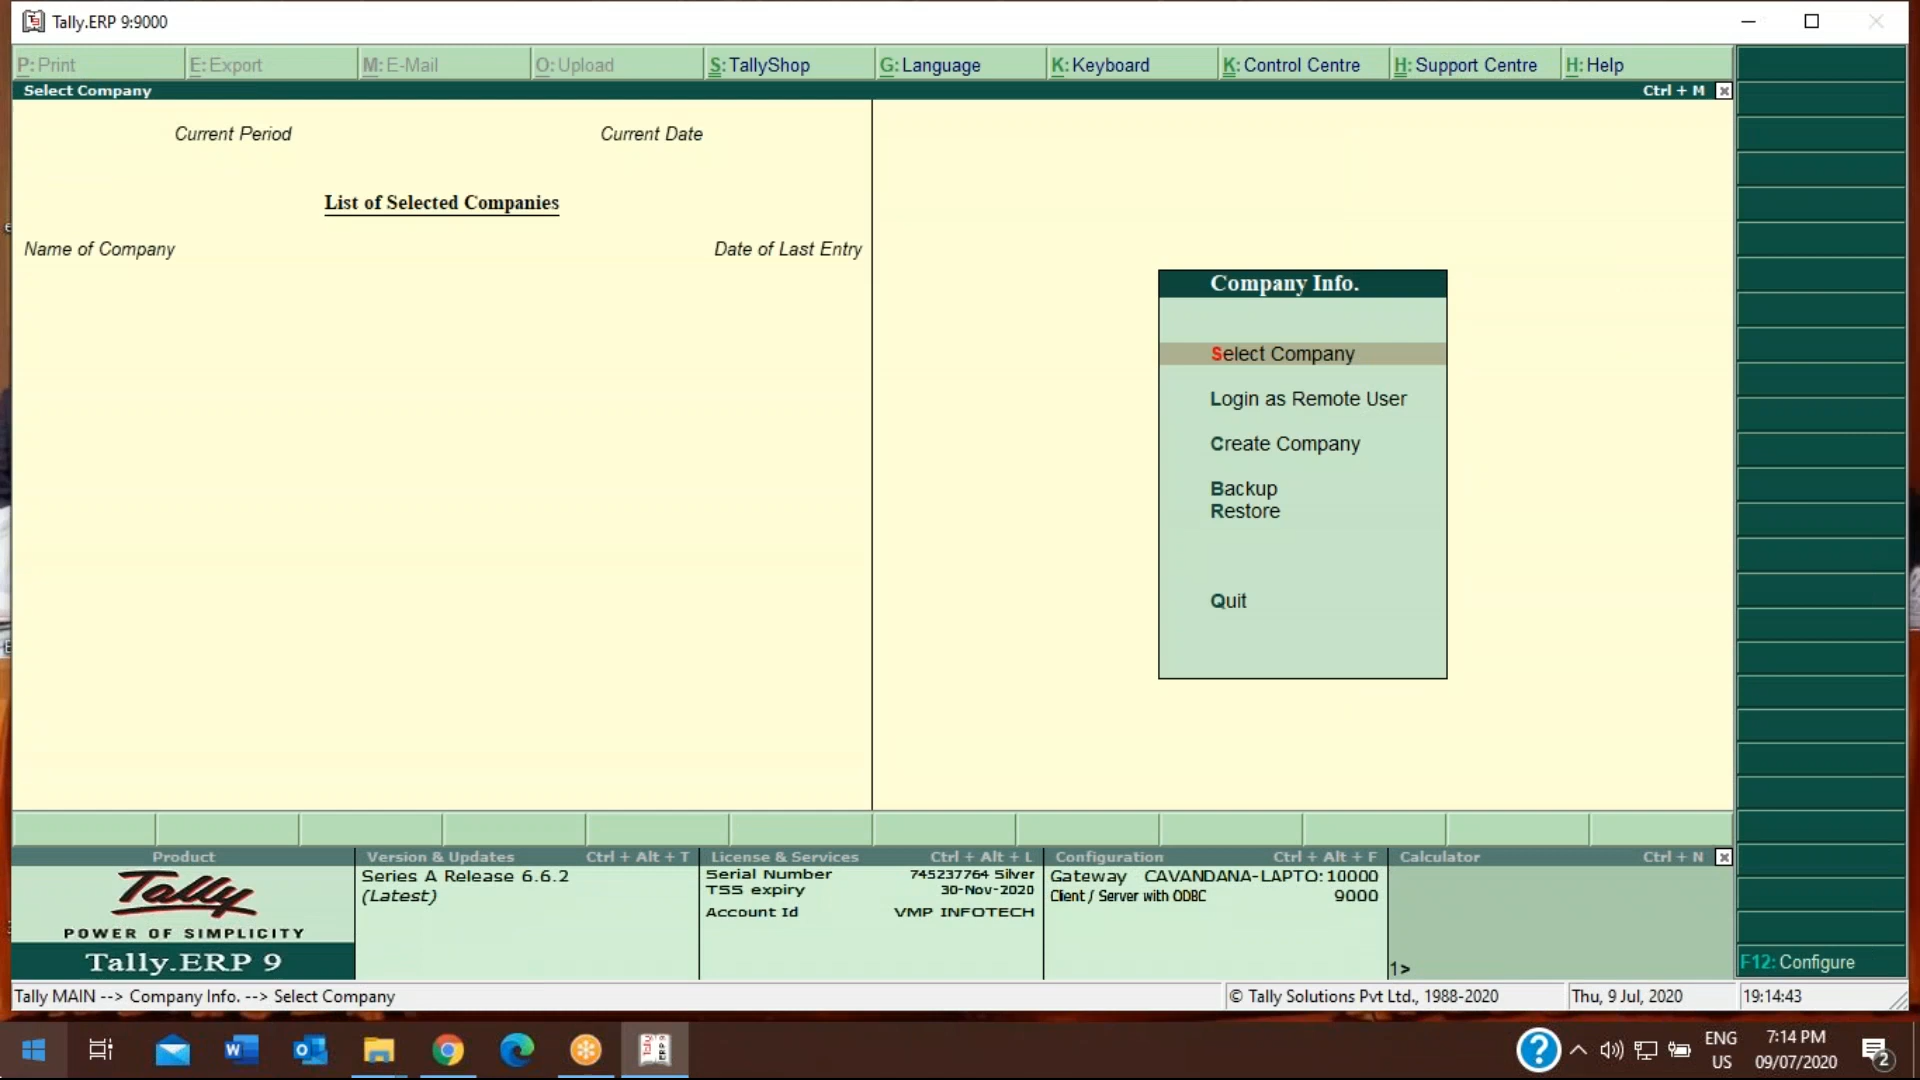 Tally.ERP 9:9000
P: Print E: Export M: E-Mail O: Upload S: TallyShop G: Language K: Keyboard K: Control Centre H: Support Centre H: Help
Select Company Ctrl + M
Current Period Current Date
List of Selected Companies
Name of Company Date of Last Entry
Company Info.
Select Company
Login as Remote User
Create Company
Backup
Restore
Quit
Product
Tally
POWER OF SIMPLICITY
Tally.ERP 9
Version & Updates Ctrl + Alt + T
Series A Release 6.6.2
(Latest)
License & Services Ctrl + Alt + L
Serial Number 745237764 Silver
TSS expiry 30-Nov-2020
Account Id VMP INFOTECH
Configuration Ctrl + Alt + F
Gateway CAVANDANA-LAPTO:10000
Client / Server with ODBC 9000
Calculator Ctrl + N
1>
F12: Configure
Tally MAIN --> Company Info. --> Select Company © Tally Solutions Pvt Ltd., 1988-2020 Thu, 9 Jul, 2020 19:14:43
ENG
US
7:14 PM
09/07/2020
2